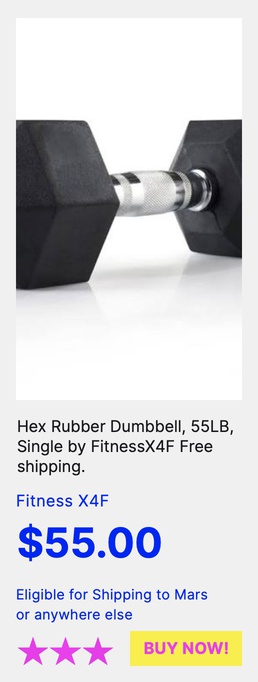 Hex Rubber Dumbbell, 55LB,
Single by FitnessX4F Free
shipping.
Fitness X4F
$55.00
Eligible for Shipping to Mars
or anywhere else
BUY NOW!